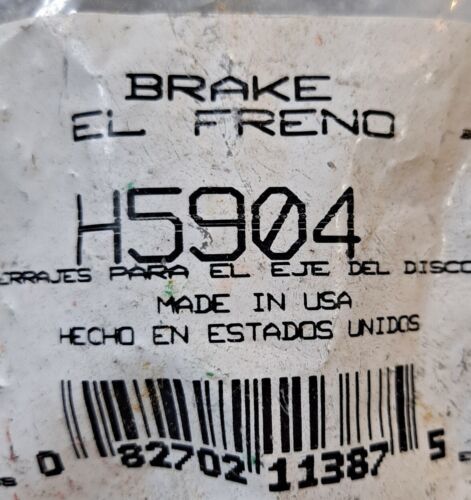 BRAKE
EL FRENO
H5904
ERRAJES PARA EL EJE DEL DISCO
MADE IN USA
HECHO EN ESTADOS UNIDOS
0 82702 11387 5